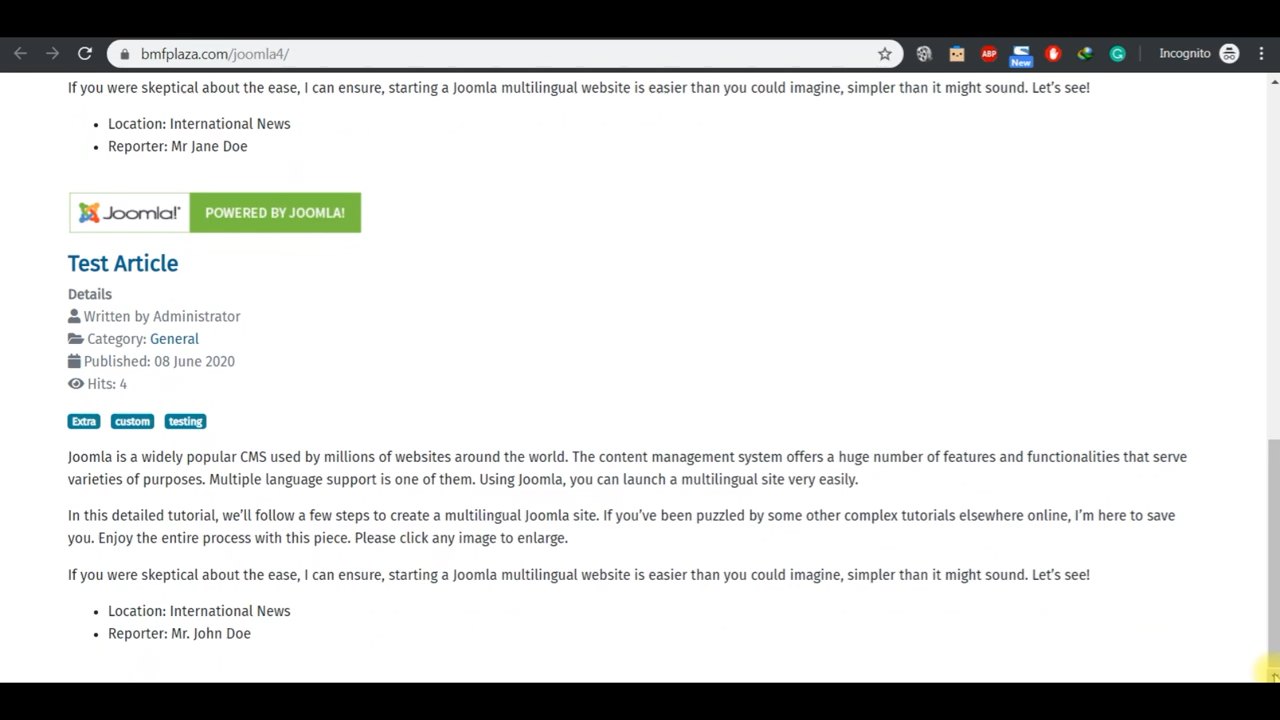 bmfplaza.com/joomla4/
ABP
New
Incognito
If you were skeptical about the ease, I can ensure, starting a Joomla multilingual website is easier than you could imagine, simpler than it might sound. Let’s see!
• Location: International News
• Reporter: Mr Jane Doe
Joomla!® POWERED BY JOOMLA!
Test Article
Details
Written by Administrator
Category: General
Published: 08 June 2020
Hits: 4
Extra custom testing
Joomla is a widely popular CMS used by millions of websites around the world. The content management system offers a huge number of features and functionalities that serve
varieties of purposes. Multiple language support is one of them. Using Joomla, you can launch a multilingual site very easily.
In this detailed tutorial, we’ll follow a few steps to create a multilingual Joomla site. If you’ve been puzzled by some other complex tutorials elsewhere online, I’m here to save
you. Enjoy the entire process with this piece. Please click any image to enlarge.
If you were skeptical about the ease, I can ensure, starting a Joomla multilingual website is easier than you could imagine, simpler than it might sound. Let’s see!
• Location: International News
• Reporter: Mr. John Doe